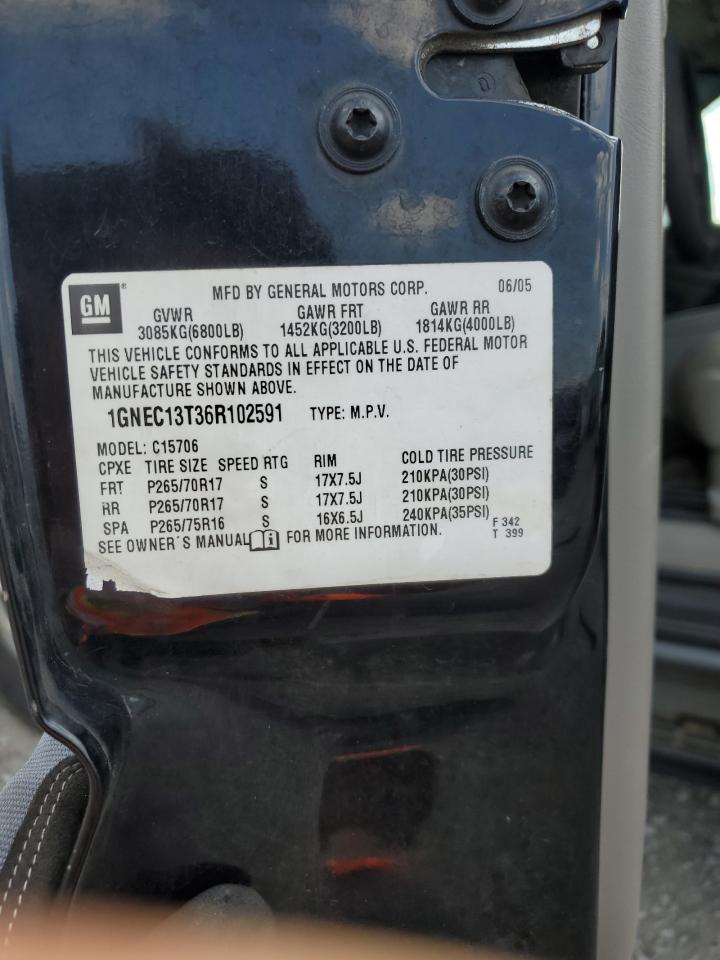 GM
MFD BY GENERAL MOTORS CORP. 06/05
GVWR GAWR FRT GAWR RR
3085KG(6800LB) 1452KG(3200LB) 1814KG(4000LB)
THIS VEHICLE CONFORMS TO ALL APPLICABLE U.S. FEDERAL MOTOR
VEHICLE SAFETY STANDARDS IN EFFECT ON THE DATE OF
MANUFACTURE SHOWN ABOVE.
1GNEC13T36R102591 TYPE: M.P.V.
MODEL: C15706
CPXE TIRE SIZE SPEED RTG RIM COLD TIRE PRESSURE
FRT P265/70R17 S 17X7.5J 210KPA(30PSI)
RR P265/70R17 S 17X7.5J 210KPA(30PSI)
SPA P265/75R16 S 16X6.5J 240KPA(35PSI) F 342
SEE OWNER'S MANUAL FOR MORE INFORMATION. T 399